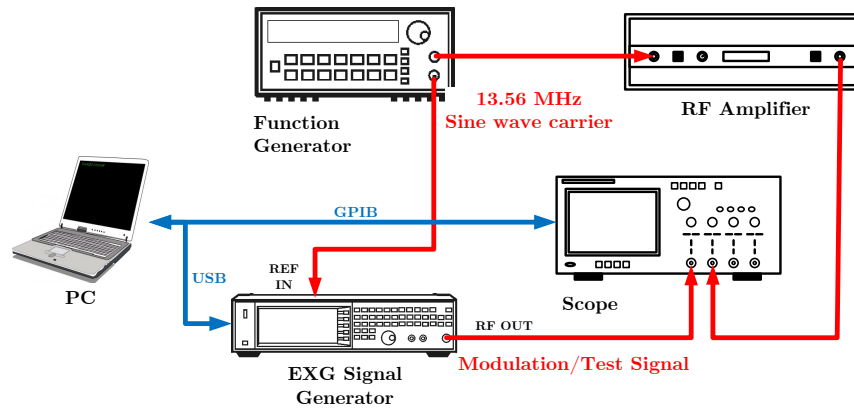 13.56 MHz
Sine wave carrier
RF Amplifier
Function
Generator
GPIB
USB
REF
IN
PC
Scope
RF OUT
Modulation/Test Signal
EXG Signal
Generator